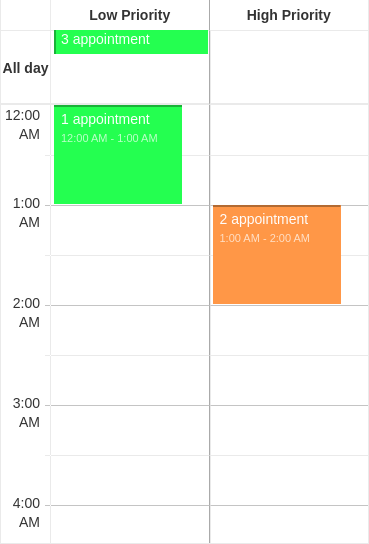 Low Priority High Priority
3 appointment
All day
12:00
AM
1 appointment
12:00 AM - 1:00 AM
1:00
AM
2 appointment
1:00 AM - 2:00 AM
2:00
AM
3:00
AM
4:00
AM